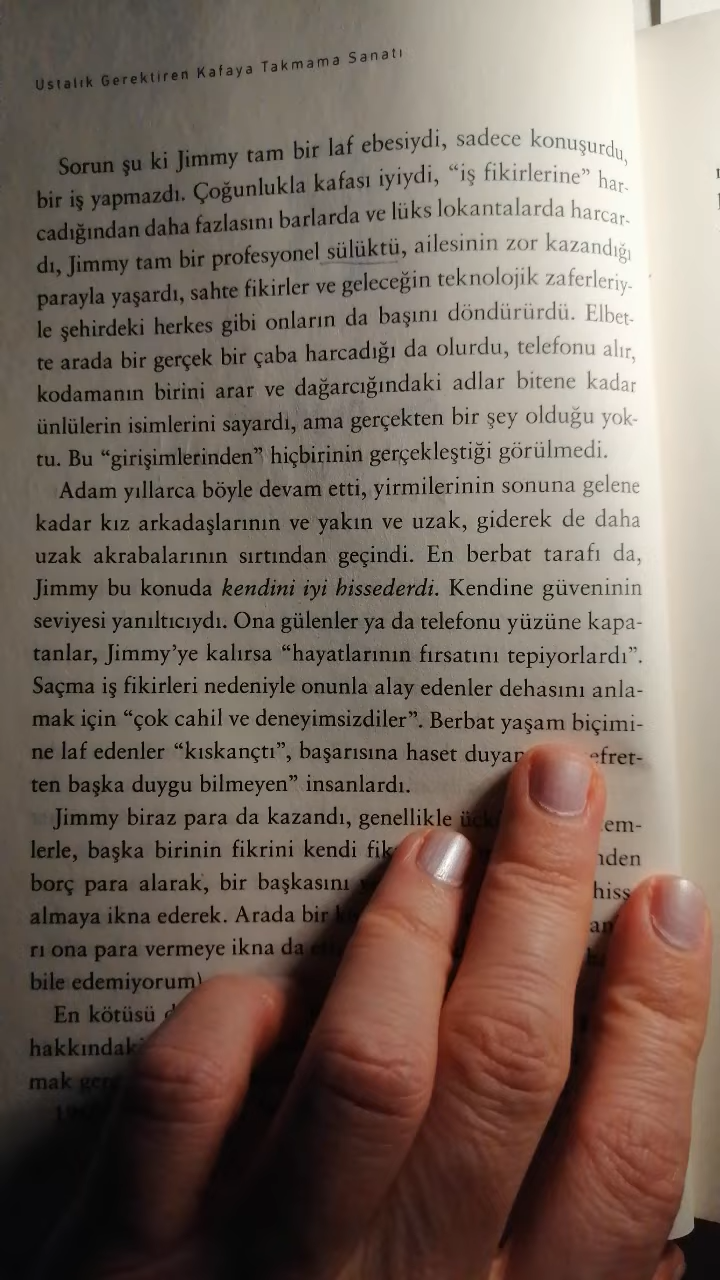 Ustalık Gerektiren Kafaya Takmama Sanatı
Sorun şu ki Jimmy tam bir laf ebesiydi, sadece konuşurdu,
bir iş yapmazdı. Çoğunlukla kafası iyiydi, “iş fikirlerine” har-
cadığından daha fazlasını barlarda ve lüks lokantalarda harcar-
dı, Jimmy tam bir profesyonel sülüktü, ailesinin zor kazandığı
parayla yaşardı, sahte fikirler ve geleceğin teknolojik zaferleriy-
le şehirdeki herkes gibi onların da başını döndürürdü. Elbet-
te arada bir gerçek bir çaba harcadığı da olurdu, telefonu alır,
kodamanın birini arar ve dağarcığındaki adlar bitene kadar
ünlülerin isimlerini sayardı, ama gerçekten bir şey olduğu yok-
tu. Bu “girişimlerinden” hiçbirinin gerçekleştiği görülmedi.
Adam yıllarca böyle devam etti, yirmilerinin sonuna gelene
kadar kız arkadaşlarının ve yakın ve uzak, giderek de daha
uzak akrabalarının sırtından geçindi. En berbat tarafı da,
Jimmy bu konuda kendini iyi hissederdi. Kendine güveninin
seviyesi yanıltıcıydı. Ona gülenler ya da telefonu yüzüne kapa-
tanlar, Jimmy’ye kalırsa “hayatlarının fırsatını tepiyorlardı”.
Saçma iş fikirleri nedeniyle onunla alay edenler dehasını anla-
mak için “çok cahil ve deneyimsizdiler”. Berbat yaşam biçimi-
ne laf edenler “kıskançtı”, başarısına haset duyan efret-
ten başka duygu bilmeyen” insanlardı.
Jimmy biraz para da kazandı, genellikle em-
lerle, başka birinin fikrini kendi nden
borç para alarak, bir başkasını hiss
almaya ikna ederek. Arada bir
rı ona para vermeye ikna da
bile edemiyorum)
En kötüsü
hakkındaki
mak